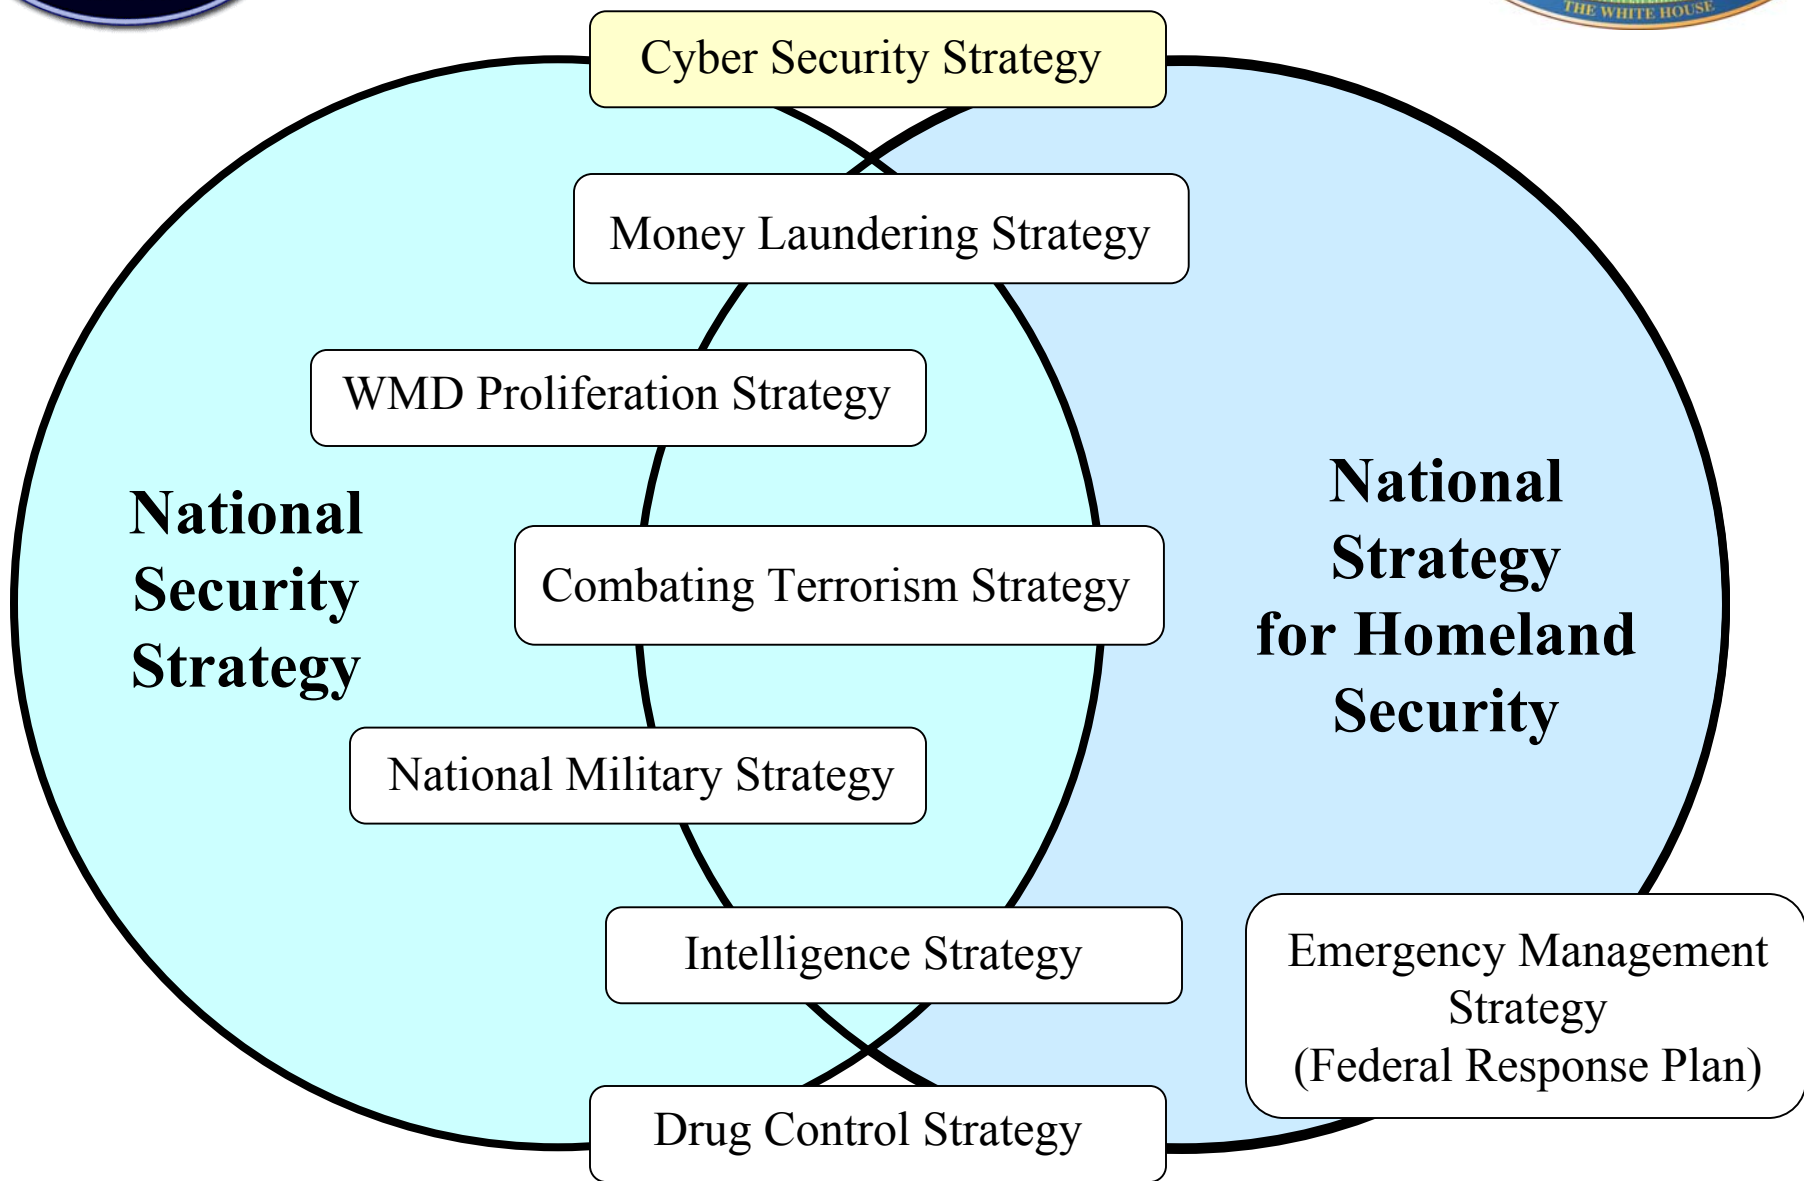 THE WHITE HOUSE
Cyber Security Strategy
Money Laundering Strategy
WMD Proliferation Strategy
National
Security
Strategy
Combating Terrorism Strategy
National
Strategy
for Homeland
Security
National Military Strategy
Intelligence Strategy
Emergency Management
Strategy
(Federal Response Plan)
Drug Control Strategy